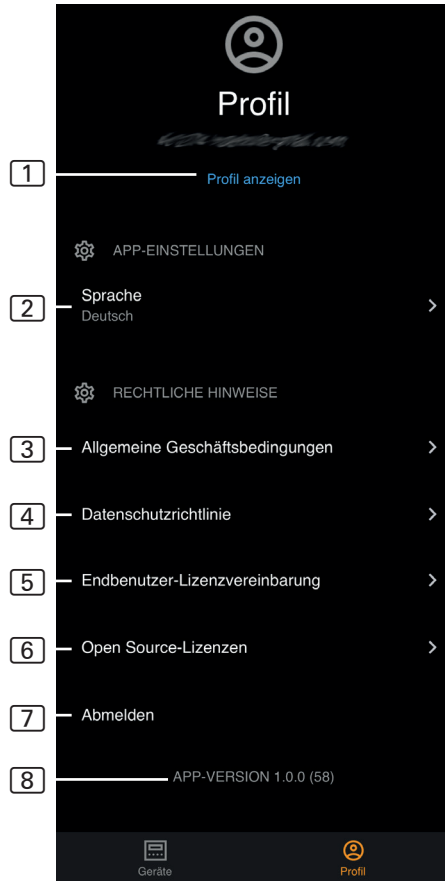 Profil
1
Profil anzeigen
APP-EINSTELLUNGEN
2
Sprache
Deutsch
RECHTLICHE HINWEISE
3
Allgemeine Geschäftsbedingungen
4
Datenschutzrichtlinie
5
Endbenutzer-Lizenzvereinbarung
6
Open Source-Lizenzen
7
Abmelden
8
APP-VERSION 1.0.0 (58)
Geräte
Profil